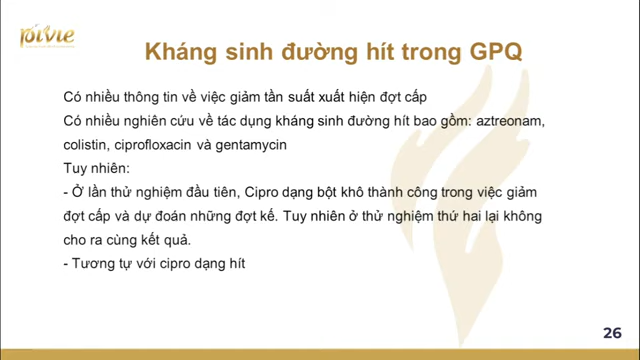 pivie
Kháng sinh đường hít trong GPQ
Có nhiều thông tin về việc giảm tần suất xuất hiện đợt cấp
Có nhiều nghiên cứu về tác dụng kháng sinh đường hít bao gồm: aztreonam,
colistin, ciprofloxacin và gentamycin
Tuy nhiên:
- Ở lần thử nghiệm đầu tiên, Cipro dạng bột khô thành công trong việc giảm
đợt cấp và dự đoán những đợt kế. Tuy nhiên ở thử nghiệm thứ hai lại không
cho ra cùng kết quả.
- Tương tự với cipro dạng hít
26